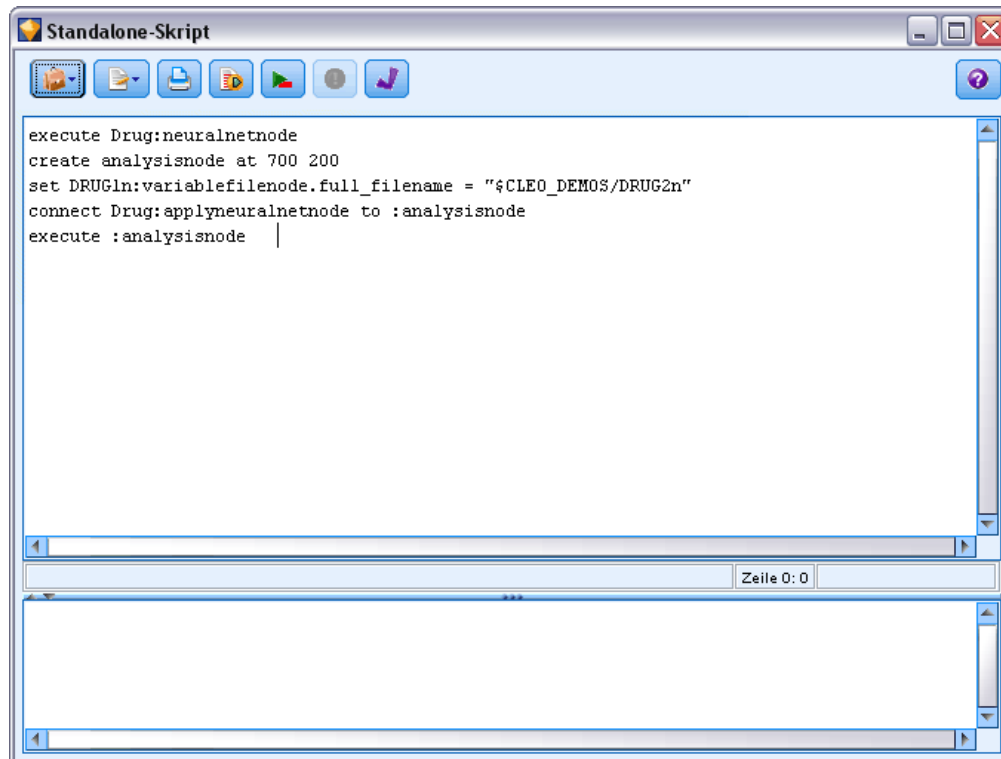 Standalone-Skript
execute Drug:neuralnetnode
create analysisnode at 700 200
set DRUG1n:variablefilenode.full_filename = "$CLEO_DEMOS/DRUG2n"
connect Drug:applyneuralnetnode to :analysisnode
execute :analysisnode
Zeile 0: 0